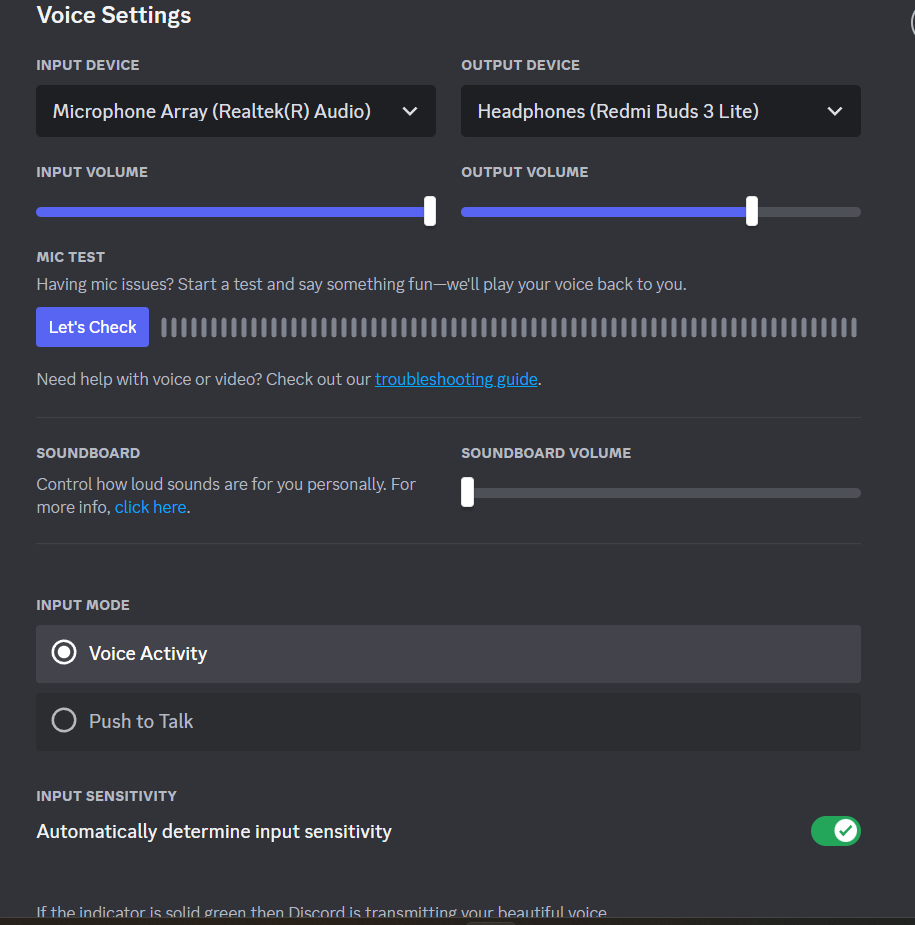 Voice Settings
INPUT DEVICE
OUTPUT DEVICE
Microphone Array (Realtek(R) Audio)
Headphones (Redmi Buds 3 Lite)
INPUT VOLUME
OUTPUT VOLUME
MIC TEST
Having mic issues? Start a test and say something fun—we'll play your voice back to you.
Let's Check
Need help with voice or video? Check out our troubleshooting guide.
SOUNDBOARD
SOUNDBOARD VOLUME
Control how loud sounds are for you personally. For
more info, click here.
INPUT MODE
Voice Activity
Push to Talk
INPUT SENSITIVITY
Automatically determine input sensitivity
If the indicator is solid green then Discord is transmitting your beautiful voice